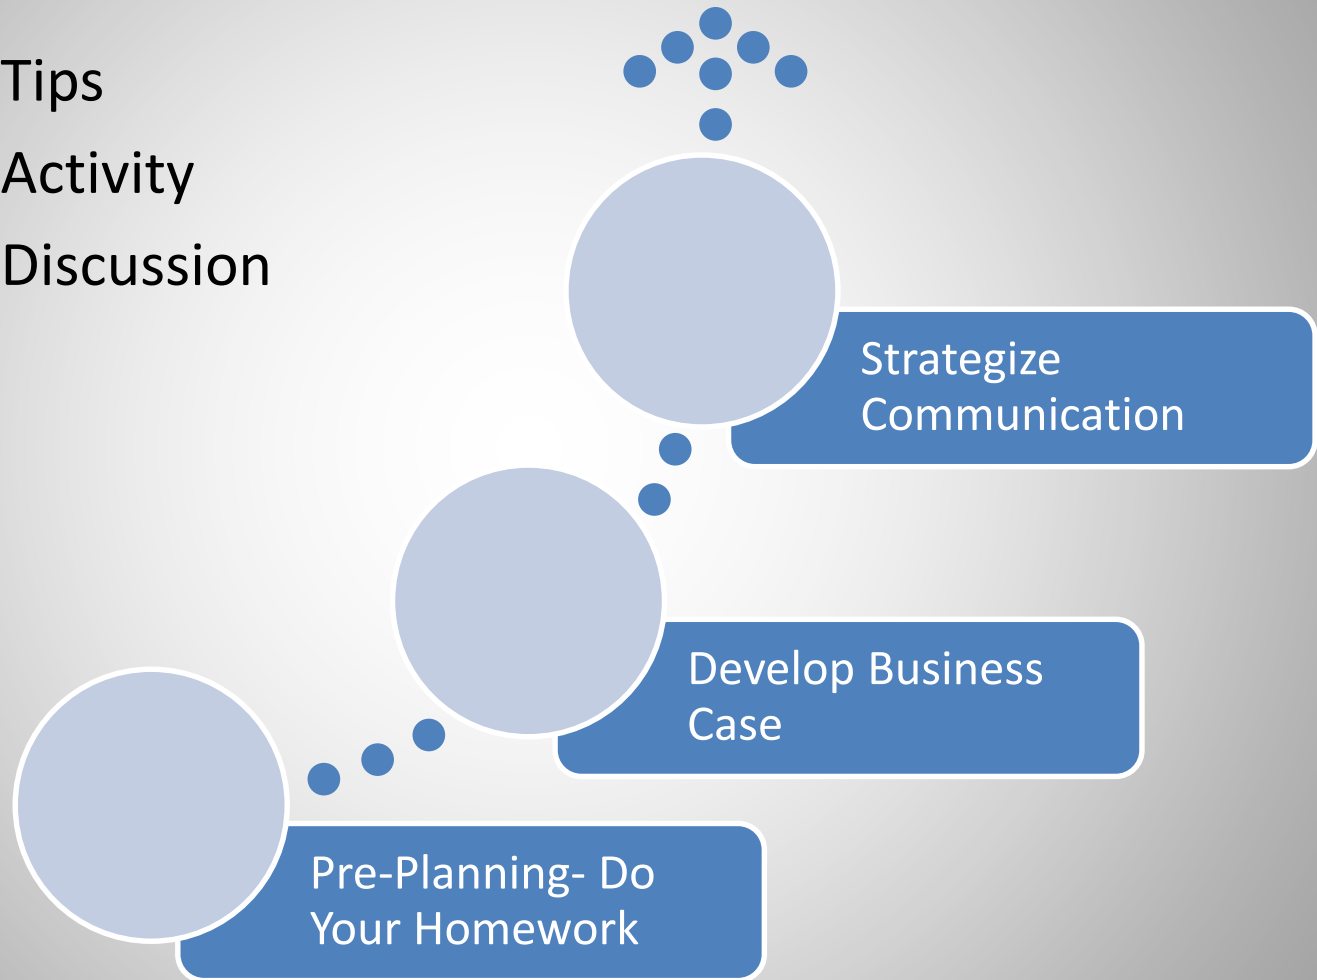 Tips
Activity
Discussion
Strategize
Communication
Develop Business
Case
Pre-Planning- Do
Your Homework